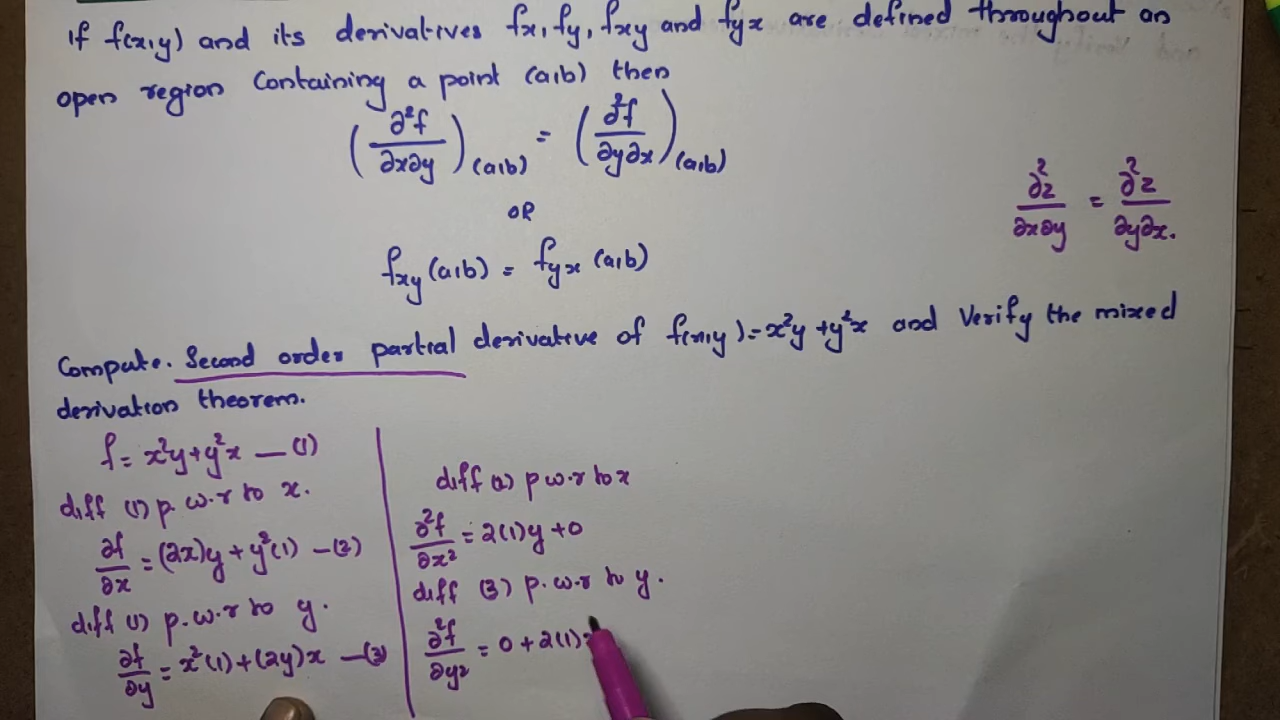 If f(x,y) and its derivatives fx, fy, fxy and fyx are defined throughout an
open region containing a point (a,b) then
(∂²f/∂x∂y)(a,b) = (∂²f/∂y∂x)(a,b)
OR
fxy(a,b) = fyx(a,b)
∂²z/∂x∂y = ∂²z/∂y∂x.
Compute. Second order partial derivative of f(x,y)=x²y+y²x and Verify the mixed
derivation theorem.
f = x²y+y²x — (1)
diff (1) p. w.r to x.
∂f/∂x = (2x)y + y²(1) — (2)
diff (1) p.w.r to y.
∂f/∂y = x²(1)+(2y)x — (3)
diff (2) p w.r to x
∂²f/∂x² = 2(1)y + 0
diff (3) p.w.r to y.
∂²f/∂y² = 0 + 2(1)